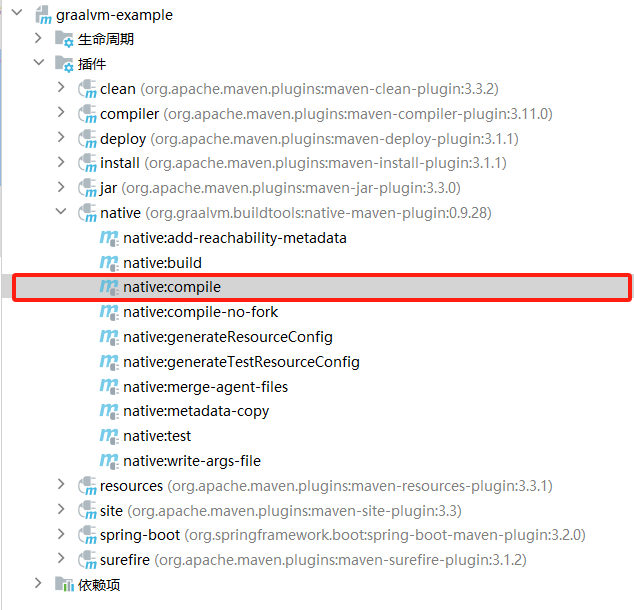 graalvm-example
生命周期
插件
clean (org.apache.maven.plugins:maven-clean-plugin:3.3.2)
compiler (org.apache.maven.plugins:maven-compiler-plugin:3.11.0)
deploy (org.apache.maven.plugins:maven-deploy-plugin:3.1.1)
install (org.apache.maven.plugins:maven-install-plugin:3.1.1)
jar (org.apache.maven.plugins:maven-jar-plugin:3.3.0)
native (org.graalvm.buildtools:native-maven-plugin:0.9.28)
native:add-reachability-metadata
native:build
native:compile
native:compile-no-fork
native:generateResourceConfig
native:generateTestResourceConfig
native:merge-agent-files
native:metadata-copy
native:test
native:write-args-file
resources (org.apache.maven.plugins:maven-resources-plugin:3.3.1)
site (org.apache.maven.plugins:maven-site-plugin:3.3)
spring-boot (org.springframework.boot:spring-boot-maven-plugin:3.2.0)
surefire (org.apache.maven.plugins:maven-surefire-plugin:3.1.2)
依赖项